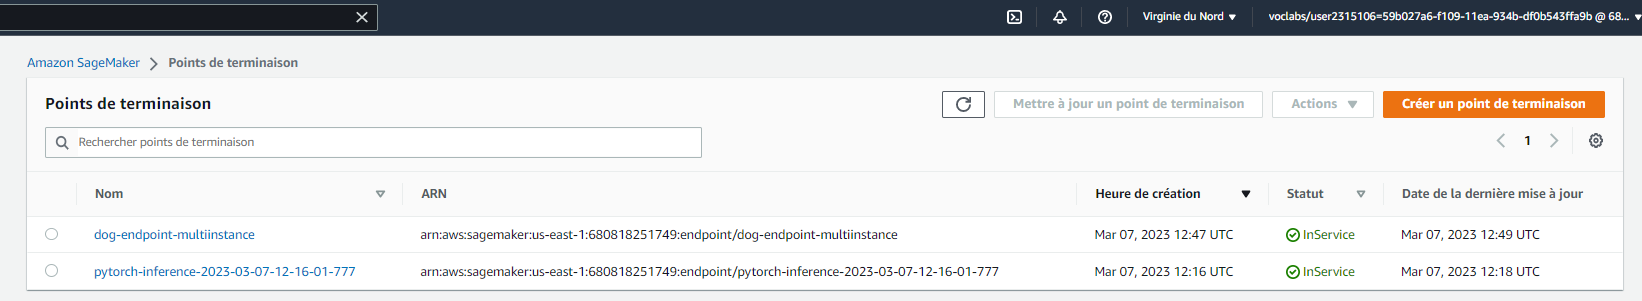 Virginie du Nord voclabs/user2315106=59b027a6-f109-11ea-934b-df0b543ffa9b @ 68...
Amazon SageMaker Points de terminaison
Points de terminaison Mettre à jour un point de terminaison Actions Créer un point de terminaison
Rechercher points de terminaison 1
Nom ARN Heure de création Statut Date de la dernière mise à jour
dog-endpoint-multiinstance arn:aws:sagemaker:us-east-1:680818251749:endpoint/dog-endpoint-multiinstance Mar 07, 2023 12:47 UTC InService Mar 07, 2023 12:49 UTC
pytorch-inference-2023-03-07-12-16-01-777 arn:aws:sagemaker:us-east-1:680818251749:endpoint/pytorch-inference-2023-03-07-12-16-01-777 Mar 07, 2023 12:16 UTC InService Mar 07, 2023 12:18 UTC